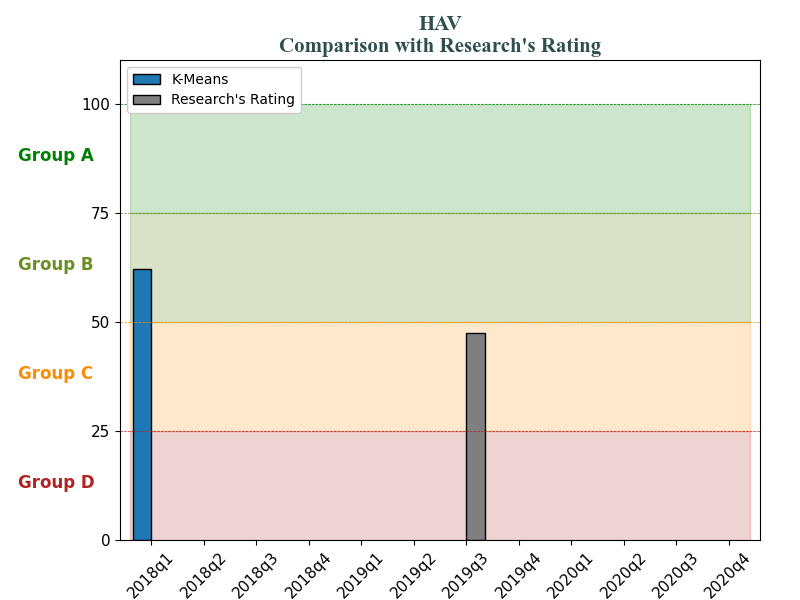 HAV
Comparison with Research's Rating
K-Means
Research's Rating
100
Group A
75
Group B
50
Group C
25
Group D
0
2018q1
2018q2
2018q3
2018q4
2019q1
2019q2
2019q3
2019q4
2020q1
2020q2
2020q3
2020q4